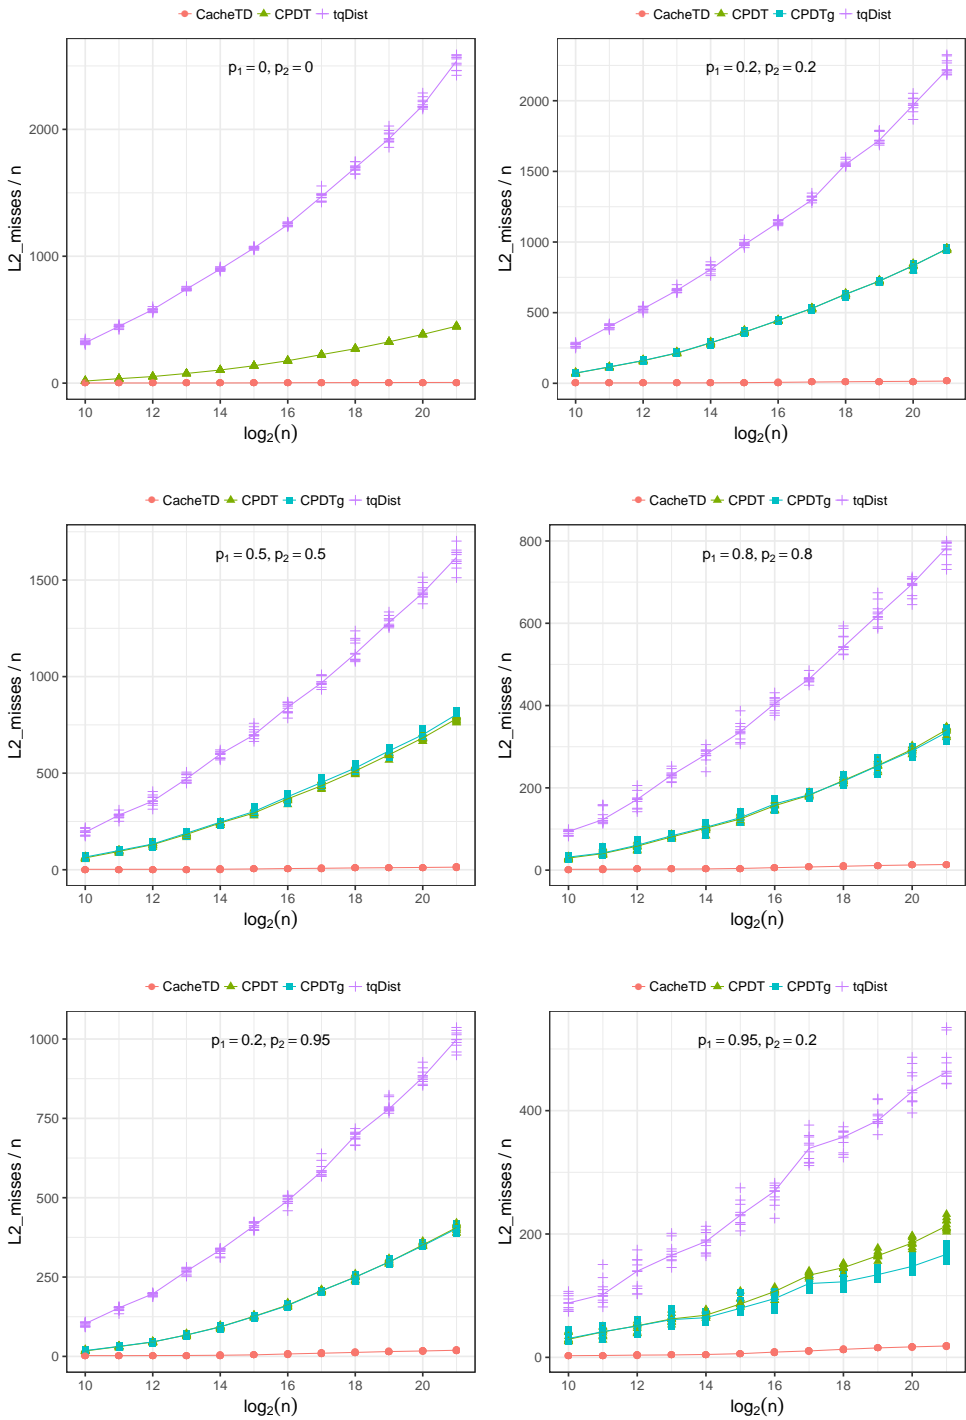 CacheTD CPDT tqDist
p1 = 0, p2 = 0
L2_misses / n
2000
1000
0
10 12 14 16 18 20
log2(n)
CacheTD CPDT CPDTg tqDist
p1 = 0.2, p2 = 0.2
L2_misses / n
2000
1500
1000
500
0
10 12 14 16 18 20
log2(n)
CacheTD CPDT CPDTg tqDist
p1 = 0.5, p2 = 0.5
L2_misses / n
1500
1000
500
0
10 12 14 16 18 20
log2(n)
CacheTD CPDT CPDTg tqDist
p1 = 0.8, p2 = 0.8
L2_misses / n
800
600
400
200
0
10 12 14 16 18 20
log2(n)
CacheTD CPDT CPDTg tqDist
p1 = 0.2, p2 = 0.95
L2_misses / n
1000
750
500
250
0
10 12 14 16 18 20
log2(n)
CacheTD CPDT CPDTg tqDist
p1 = 0.95, p2 = 0.2
L2_misses / n
400
200
0
10 12 14 16 18 20
log2(n)